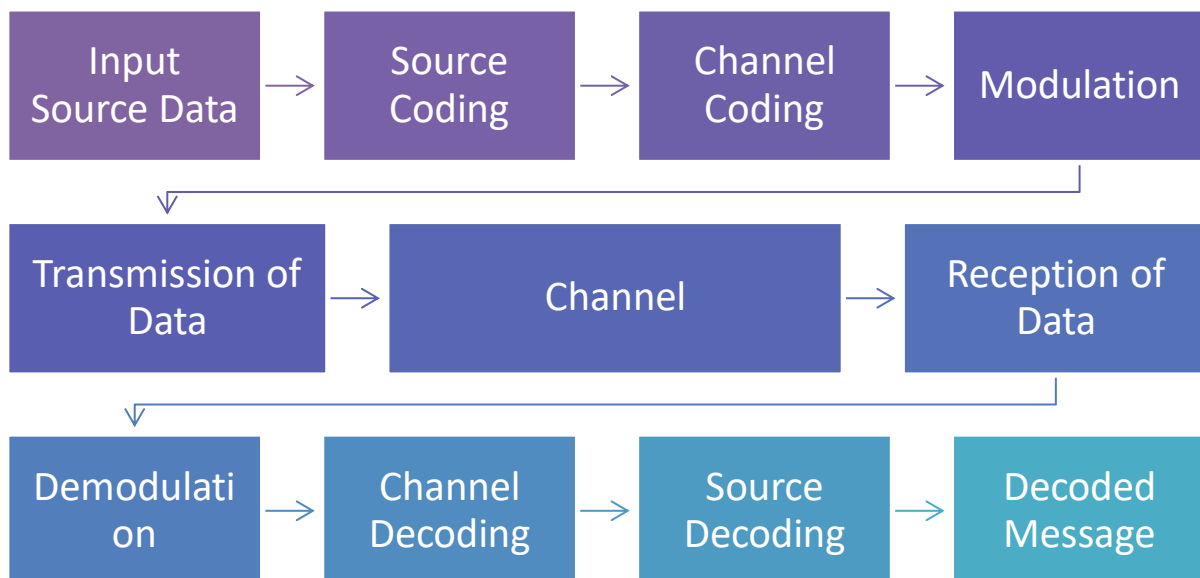 Input
Source Data
Source
Coding
Channel
Coding
Modulation
Transmission of
Data
Channel
Reception of
Data
Demodulati
on
Channel
Decoding
Source
Decoding
Decoded
Message